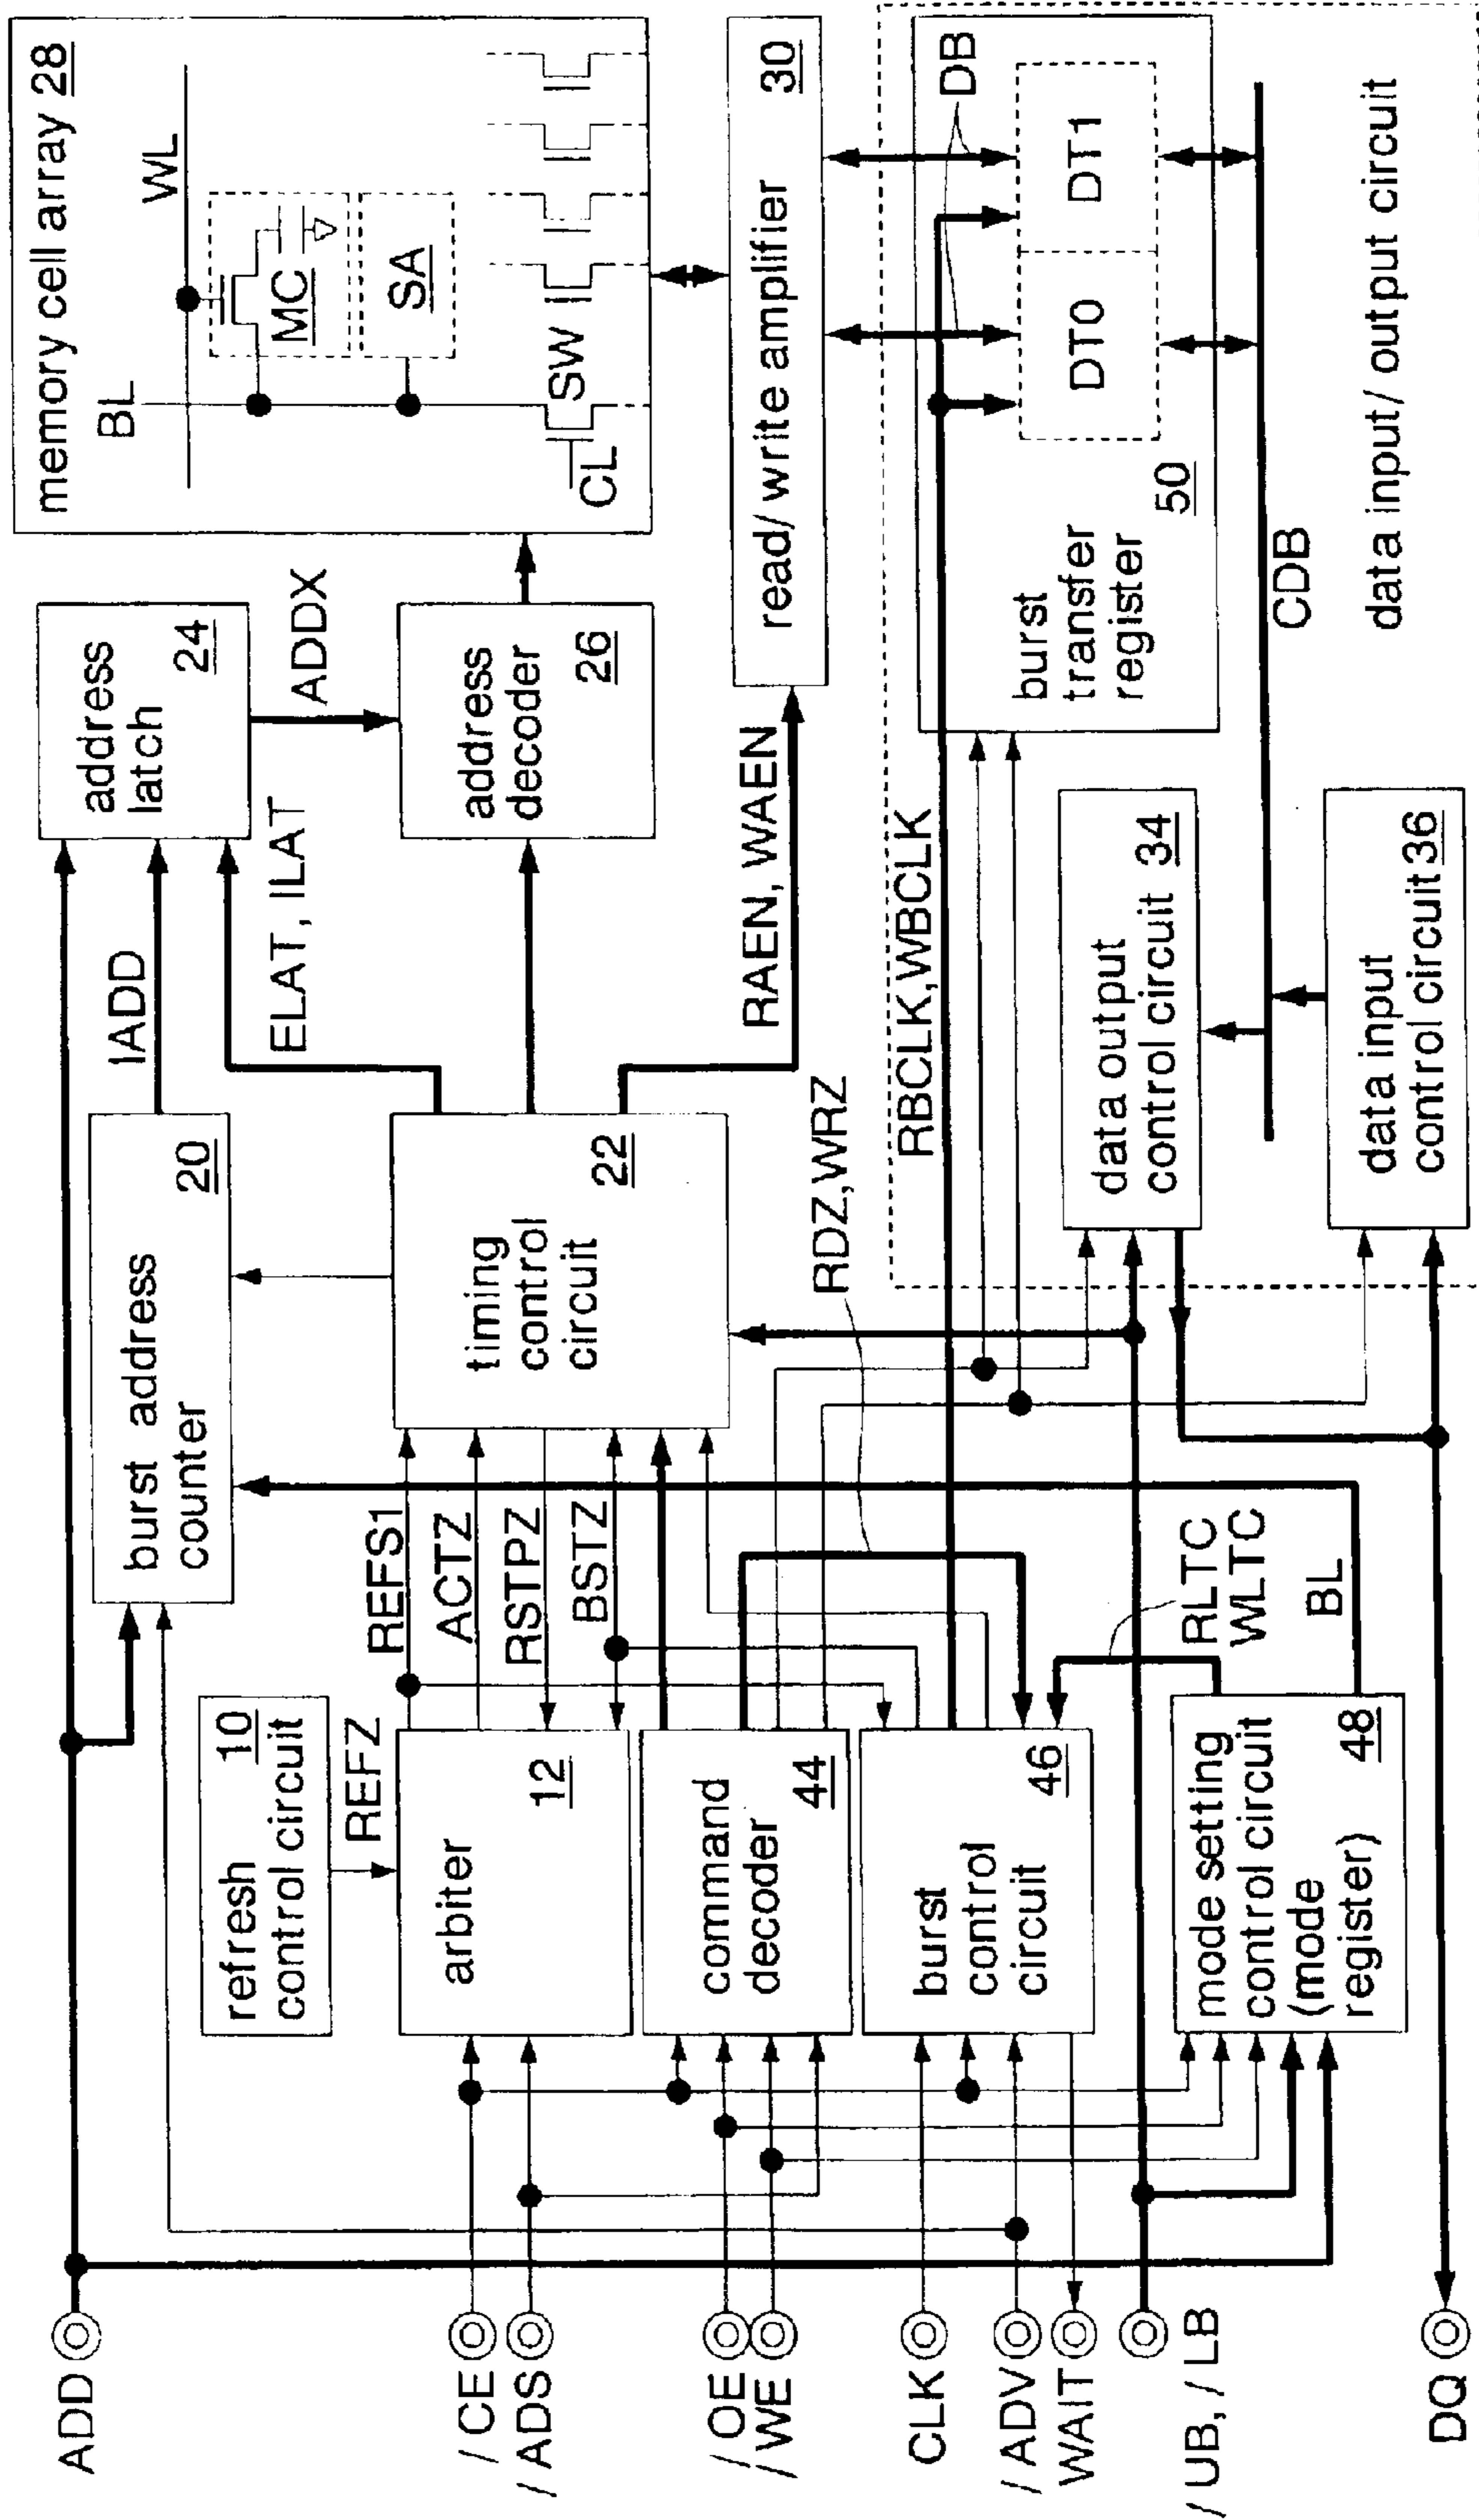 ADD
/ CE
/ ADS
/ OE
/ WE
CLK
/ ADV
WAIT
/ UB, / LB
DQ
refresh 10
control circuit
REFZ
arbiter
12
command
decoder
44
burst
control
circuit
46
mode setting
control circuit
(mode 48
register)
REFS1
ACTZ
RSTPZ
BSTZ
RLTC
WLTC
BL
burst address
counter
20
timing
control
circuit
22
RDZ,WRZ
IADD
ELAT, ILAT
RAEN, WAEN
RBCLK,WBCLK
address
latch
24
ADDX
address
decoder
26
data output
control circuit 34
data input
control circuit 36
memory cell array 28
BL
WL
MC
SA
SW
CL
read/ write amplifier 30
DB
burst
transfer
register
50
DT0
DT1
CDB
data input/ output circuit